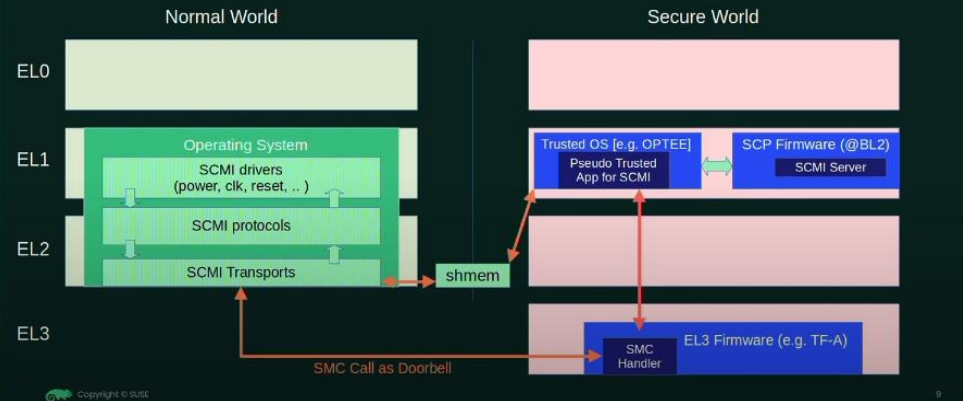 Normal World
Secure World
EL0
EL1
Operating System
SCMI drivers
(power, clk, reset, .. )
Trusted OS [e.g. OPTEE]
Pseudo Trusted
App for SCMI
SCP Firmware (@BL2)
SCMI Server
EL2
SCMI protocols
SCMI Transports
shmem
EL3
SMC Call as Doorbell
SMC
Handler
EL3 Firmware (e.g. TF-A)
Copyright © SUSE
9